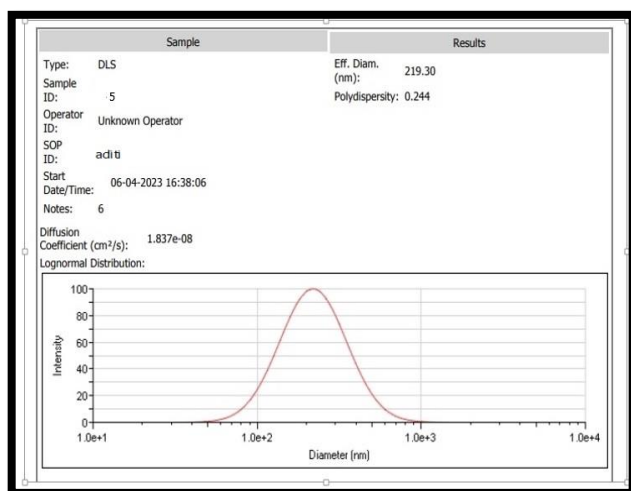 Sample
Results
Type: DLS
Eff. Diam.
(nm): 219.30
Sample
ID: 5
Polydispersity: 0.244
Operator
ID: Unknown Operator
SOP
ID: aditi
Start
Date/Time: 06-04-2023 16:38:06
Notes: 6
Diffusion
Coefficient (cm²/s): 1.837e-08
Lognormal Distribution:
100
80
60
40
20
0
Intensity
1.0e+1 1.0e+2 1.0e+3 1.0e+4
Diameter (nm)